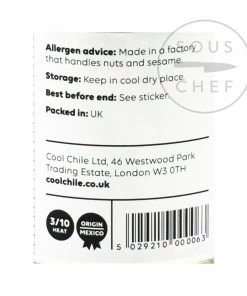 SOUS
CHEF
Allergen advice: Made in a factory
that handles nuts and sesame.
Storage: Keep in cool dry place.
Best before end: See sticker.
Packed in: UK
Cool Chile Ltd, 46 Westwood Park
Trading Estate, London W3 0TH
coolchile.co.uk
3/10
HEAT
ORIGIN
MEXICO
5 029210 000063